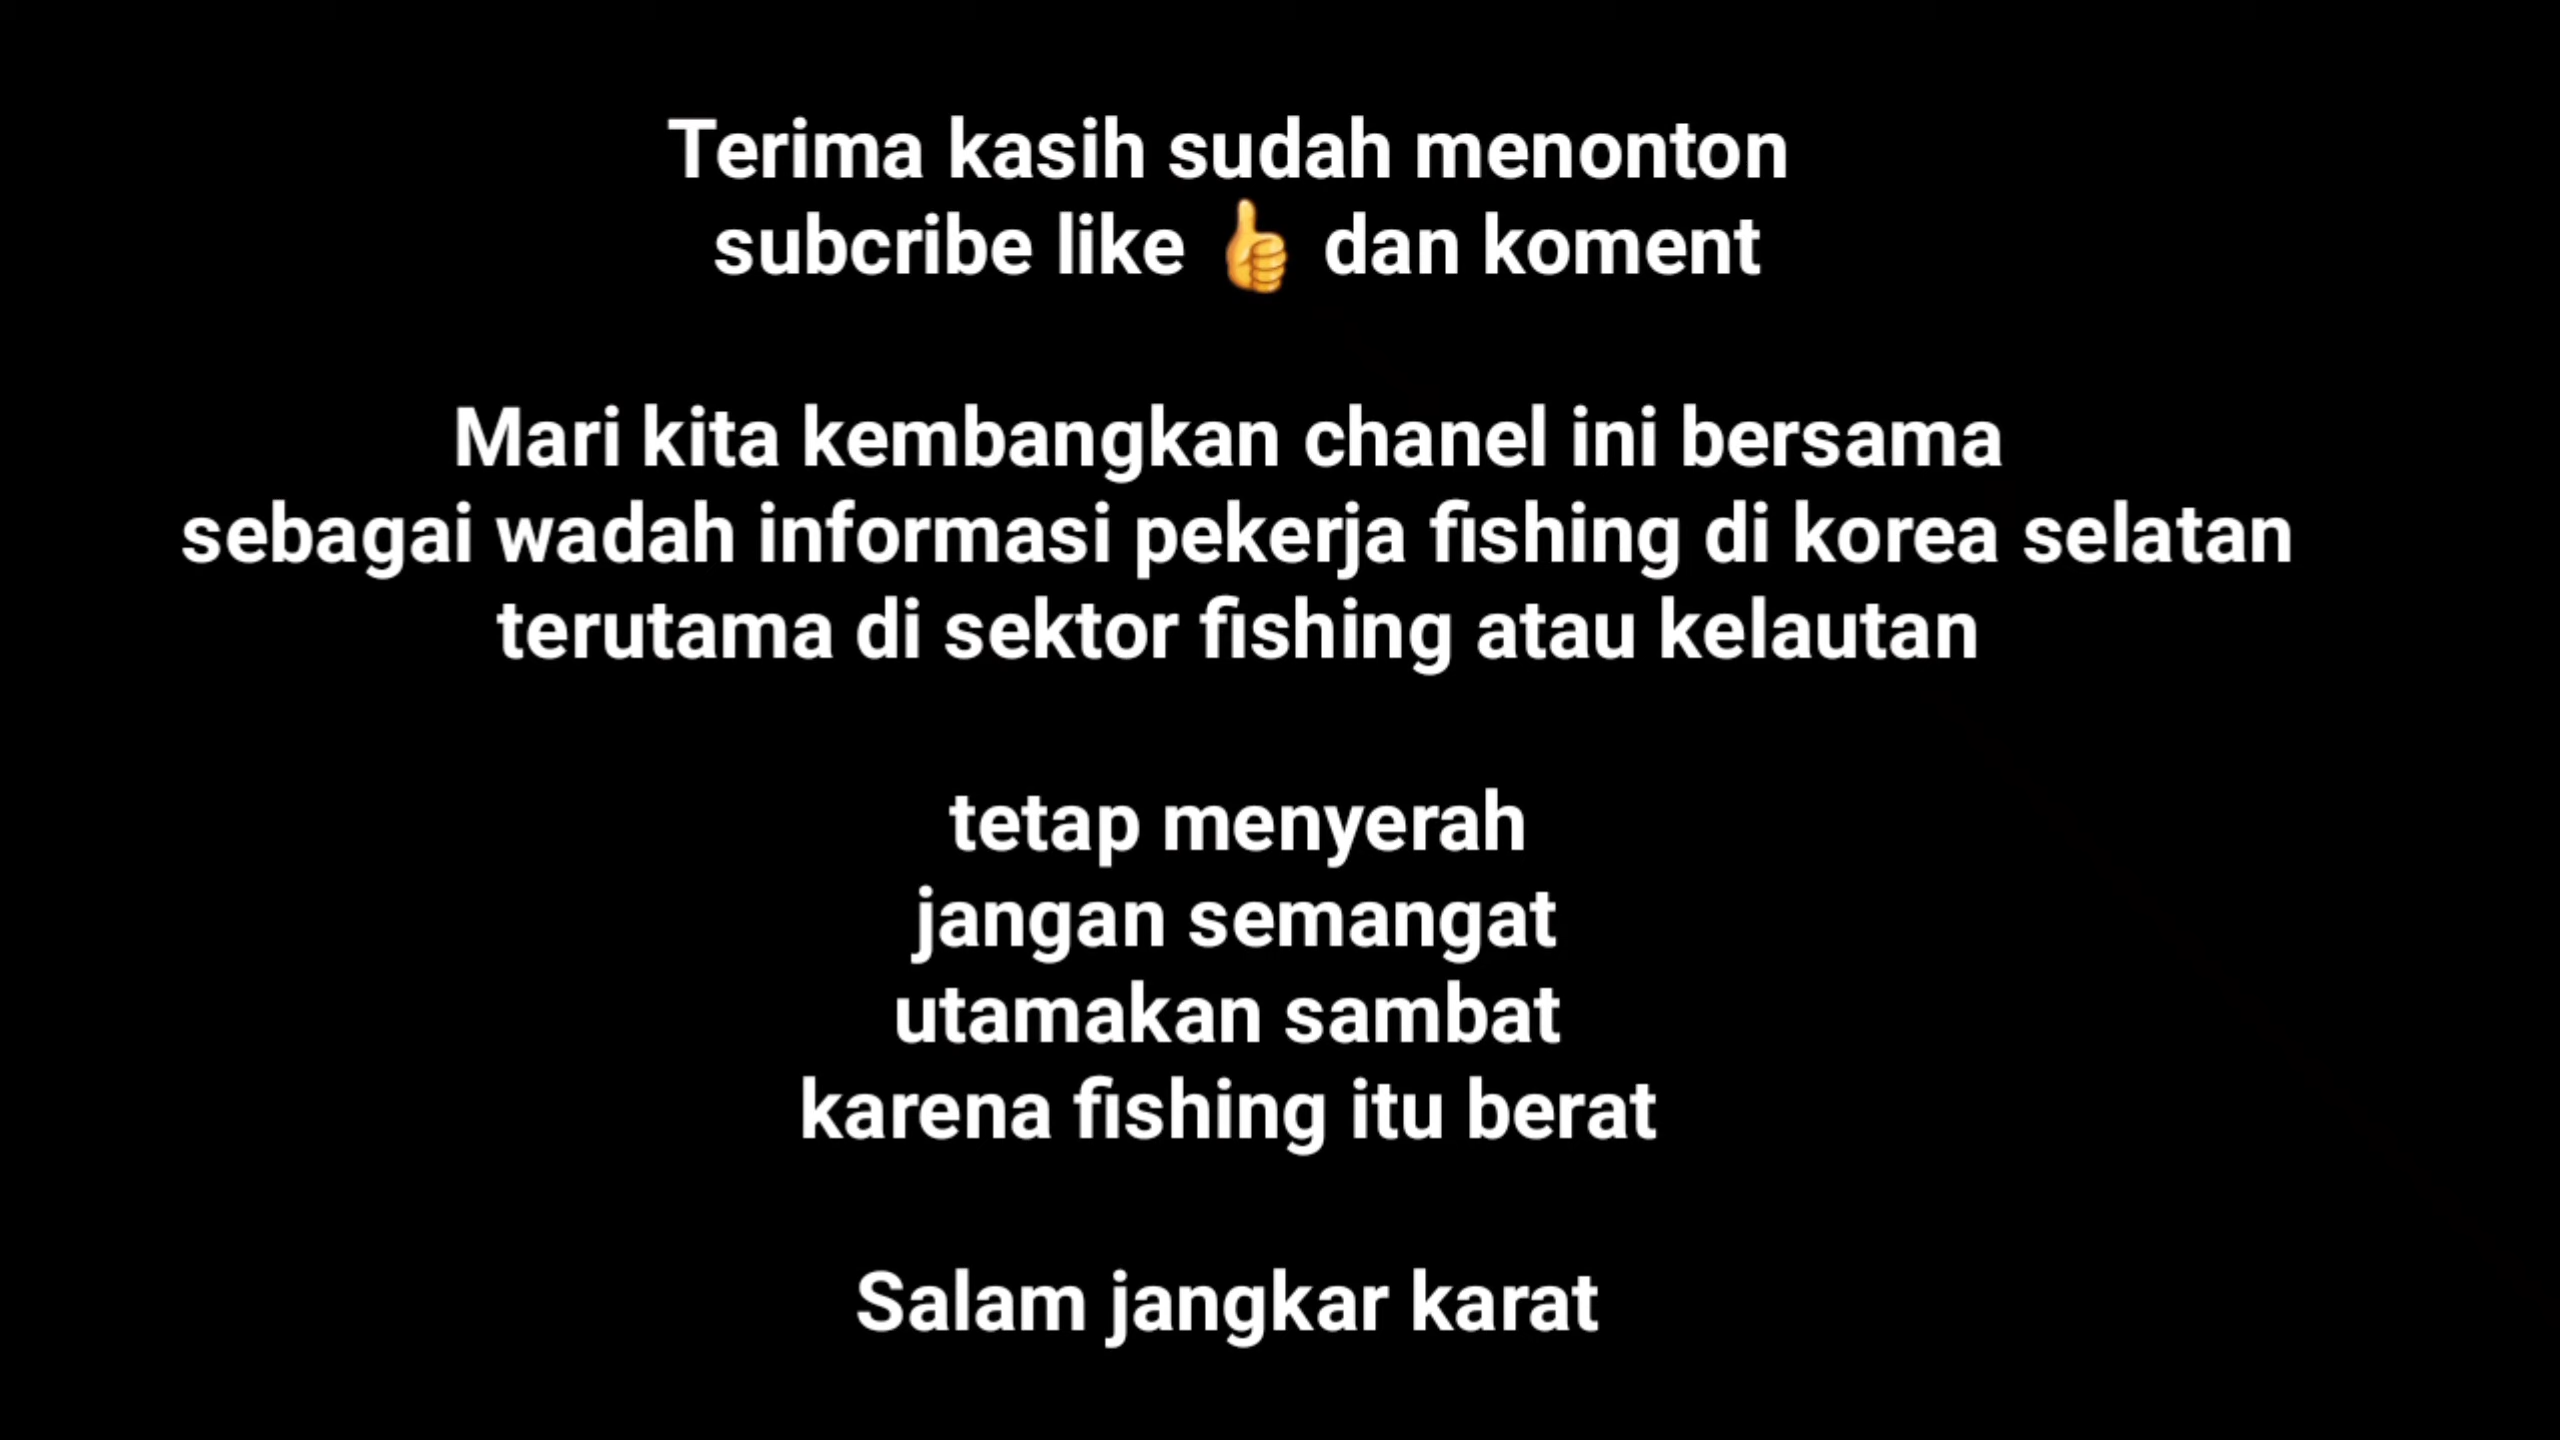 Terima kasih sudah menonton
subcribe like 👍 dan koment
Mari kita kembangkan chanel ini bersama
sebagai wadah informasi pekerja fishing di korea selatan
terutama di sektor fishing atau kelautan
tetap menyerah
jangan semangat
utamakan sambat
karena fishing itu berat
Salam jangkar karat